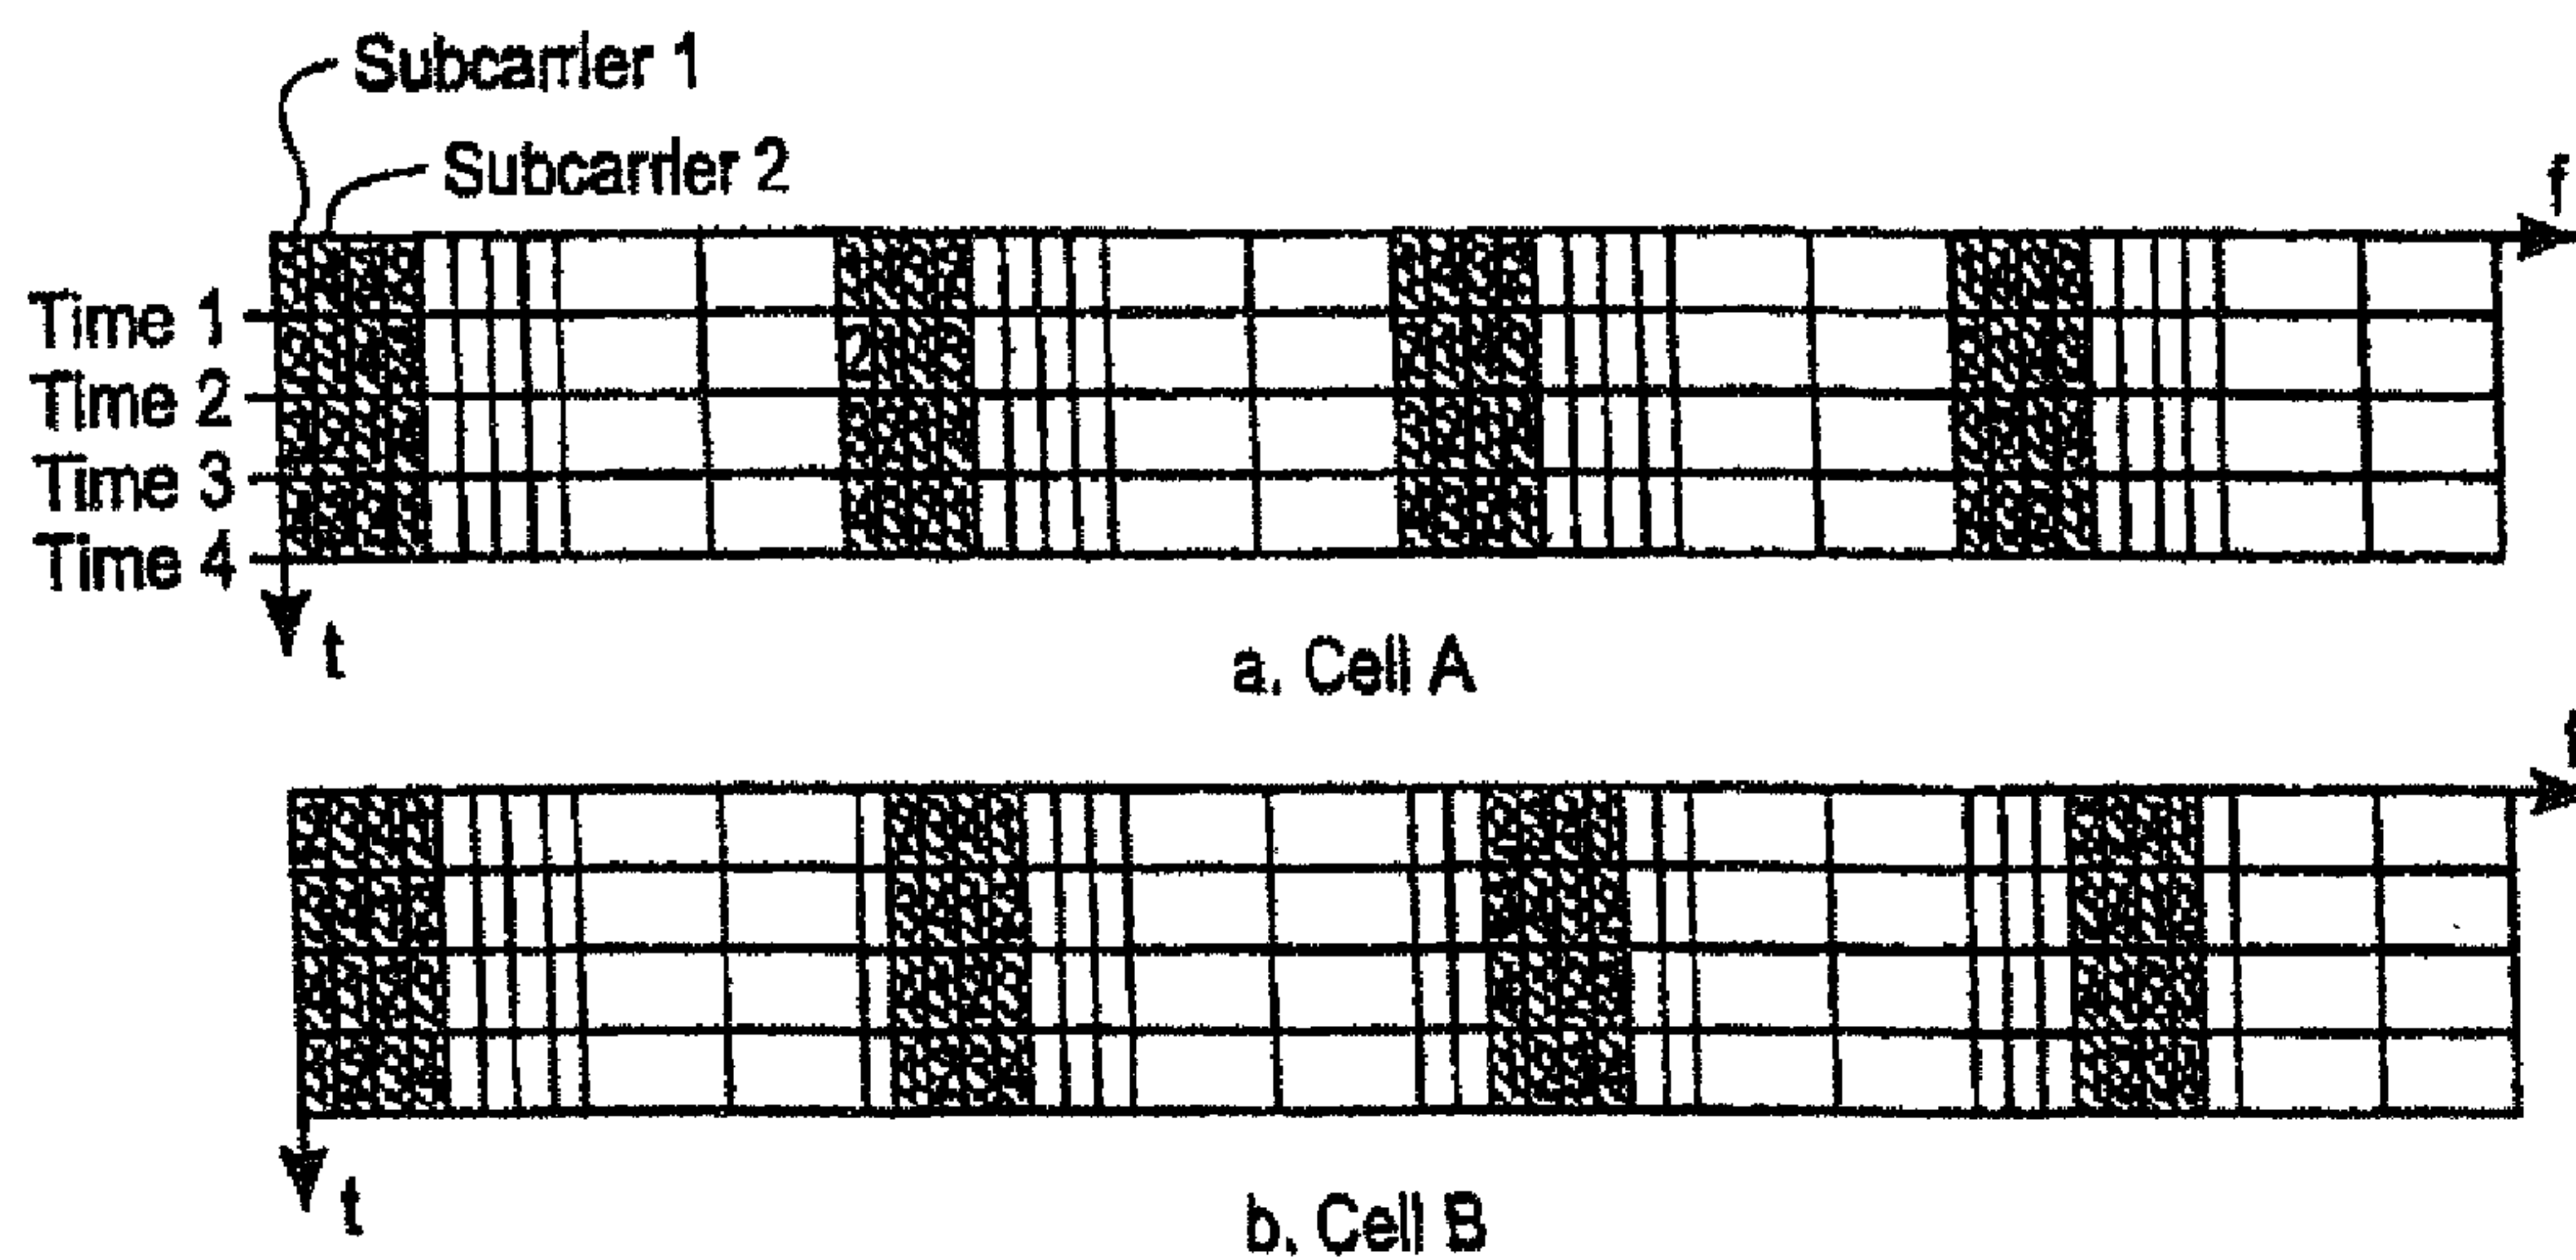 Subcarrier 1
Subcarrier 2
f
Time 1
Time 2
Time 3
Time 4
t
a. Cell A
f
t
b. Cell B